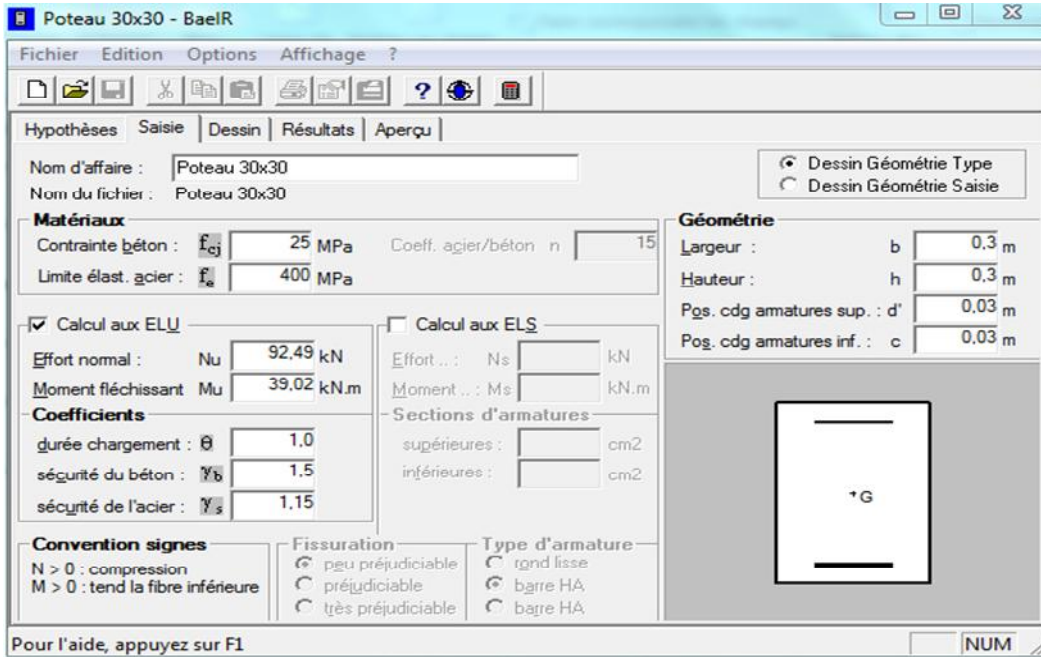 Poteau 30x30 - BaelR
Fichier Edition Options Affichage ?
Hypothèses Saisie Dessin Résultats Aperçu
Nom d'affaire : Poteau 30x30
Nom du fichier : Poteau 30x30
Dessin Géométrie Type
Dessin Géométrie Saisie
Matériaux
Contrainte béton : fcj 25 MPa Coeff. acier/béton n 15
Limite élast. acier : fe 400 MPa
Géométrie
Largeur : b 0,3 m
Hauteur : h 0,3 m
Pos. cdg armatures sup. : d' 0,03 m
Pos. cdg armatures inf. : c 0,03 m
Calcul aux ELU
Effort normal : Nu 92,49 kN
Moment fléchissant Mu 39,02 kN.m
Coefficients
durée chargement : θ 1,0
sécurité du béton : γb 1,5
sécurité de l'acier : γs 1,15
Calcul aux ELS
Effort .. : Ns kN
Moment .. : Ms kN.m
Sections d'armatures
supérieures : cm2
inférieures : cm2
+G
Convention signes
N > 0 : compression
M > 0 : tend la fibre inférieure
Fissuration
peu préjudiciable
préjudiciable
très préjudiciable
Type d'armature
rond lisse
barre HA
barre HA
Pour l'aide, appuyez sur F1 NUM